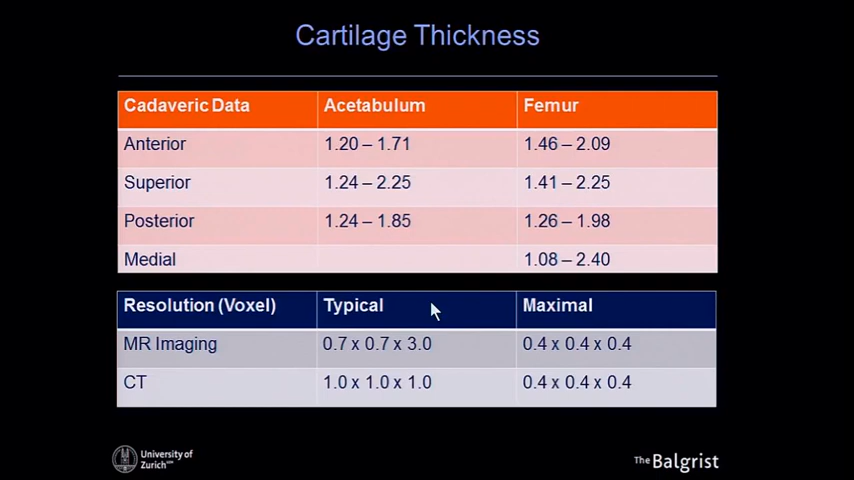 Cartilage Thickness
Cadaveric Data Acetabulum Femur
Anterior 1.20 – 1.71 1.46 – 2.09
Superior 1.24 – 2.25 1.41 – 2.25
Posterior 1.24 – 1.85 1.26 – 1.98
Medial 1.08 – 2.40
Resolution (Voxel) Typical Maximal
MR Imaging 0.7 x 0.7 x 3.0 0.4 x 0.4 x 0.4
CT 1.0 x 1.0 x 1.0 0.4 x 0.4 x 0.4
University of
Zurich
The Balgrist